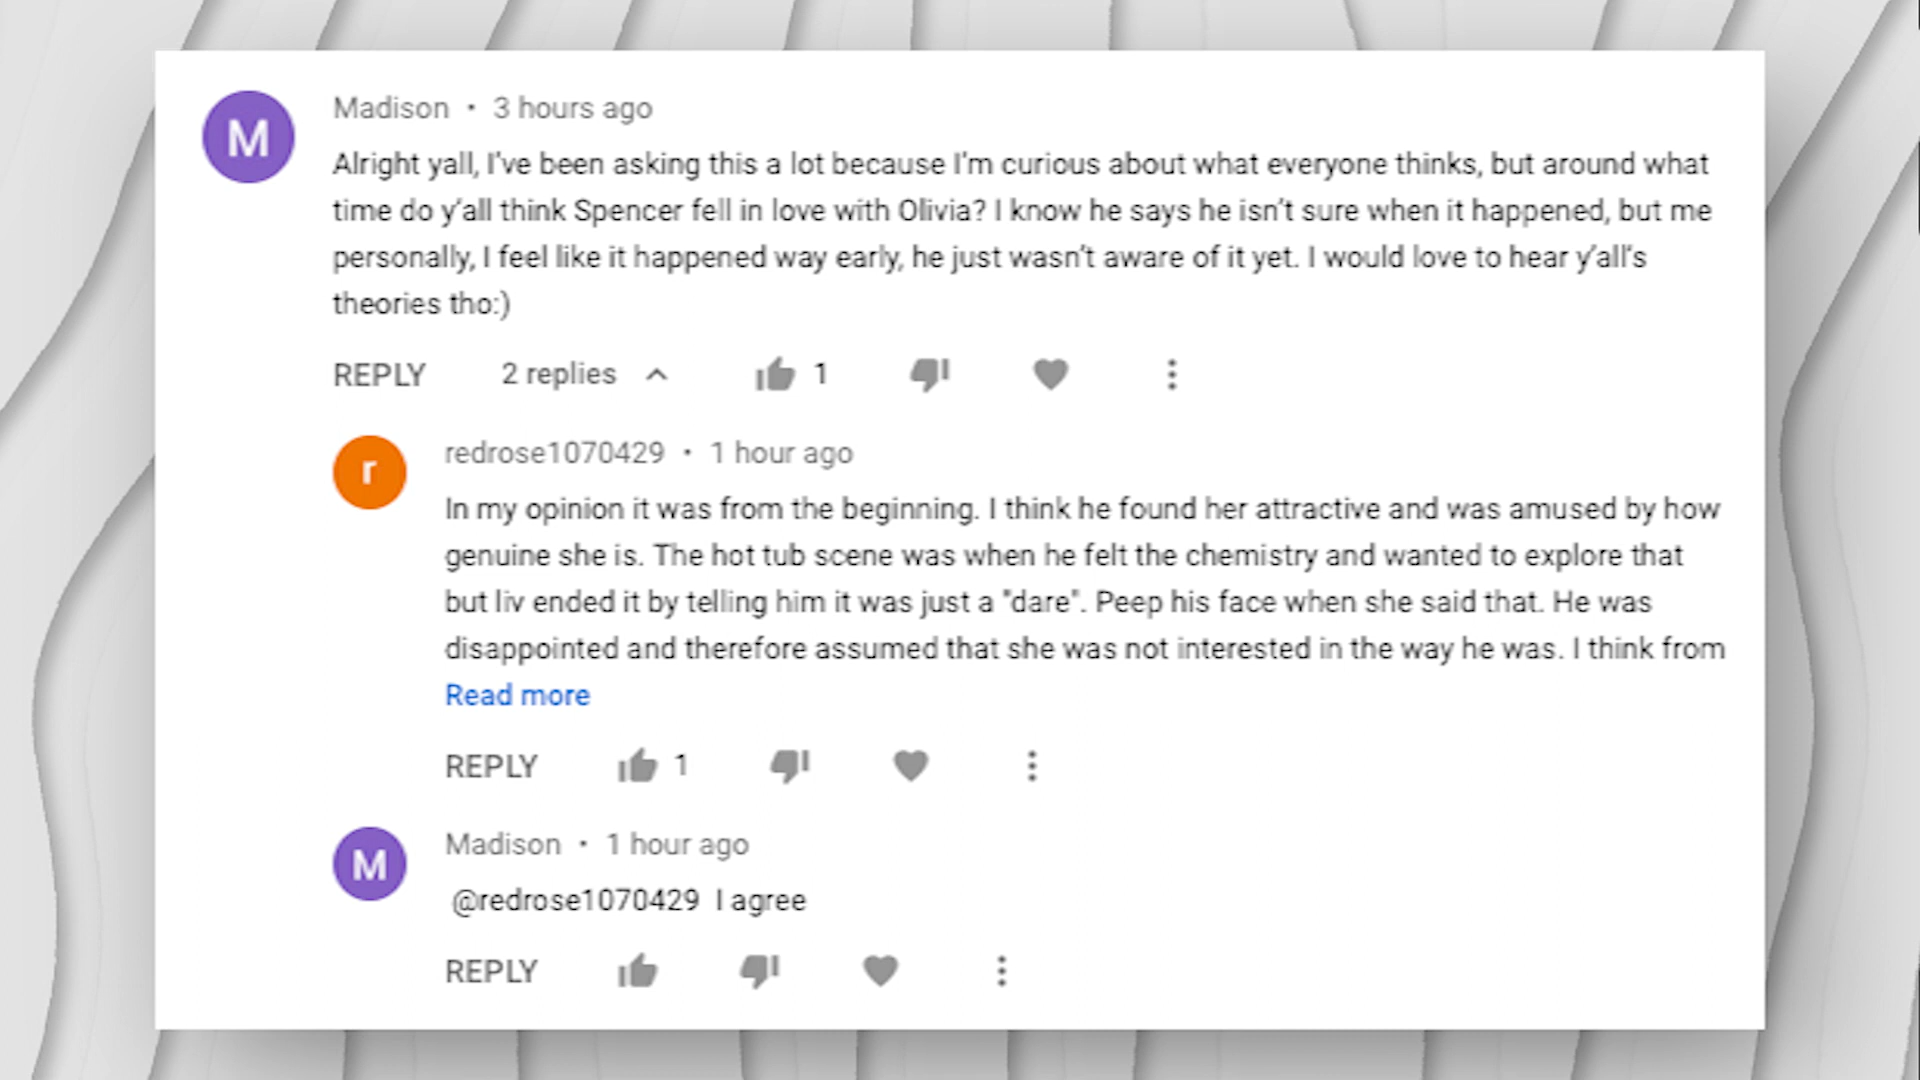 M
Madison • 3 hours ago
Alright yall, I've been asking this a lot because I'm curious about what everyone thinks, but around what
time do y'all think Spencer fell in love with Olivia? I know he says he isn't sure when it happened, but me
personally, I feel like it happened way early, he just wasn't aware of it yet. I would love to hear y'all's
theories tho:)
REPLY 2 replies 1
r
redrose1070429 • 1 hour ago
In my opinion it was from the beginning. I think he found her attractive and was amused by how
genuine she is. The hot tub scene was when he felt the chemistry and wanted to explore that
but liv ended it by telling him it was just a "dare". Peep his face when she said that. He was
disappointed and therefore assumed that she was not interested in the way he was. I think from
Read more
REPLY 1
M
Madison • 1 hour ago
@redrose1070429 I agree
REPLY